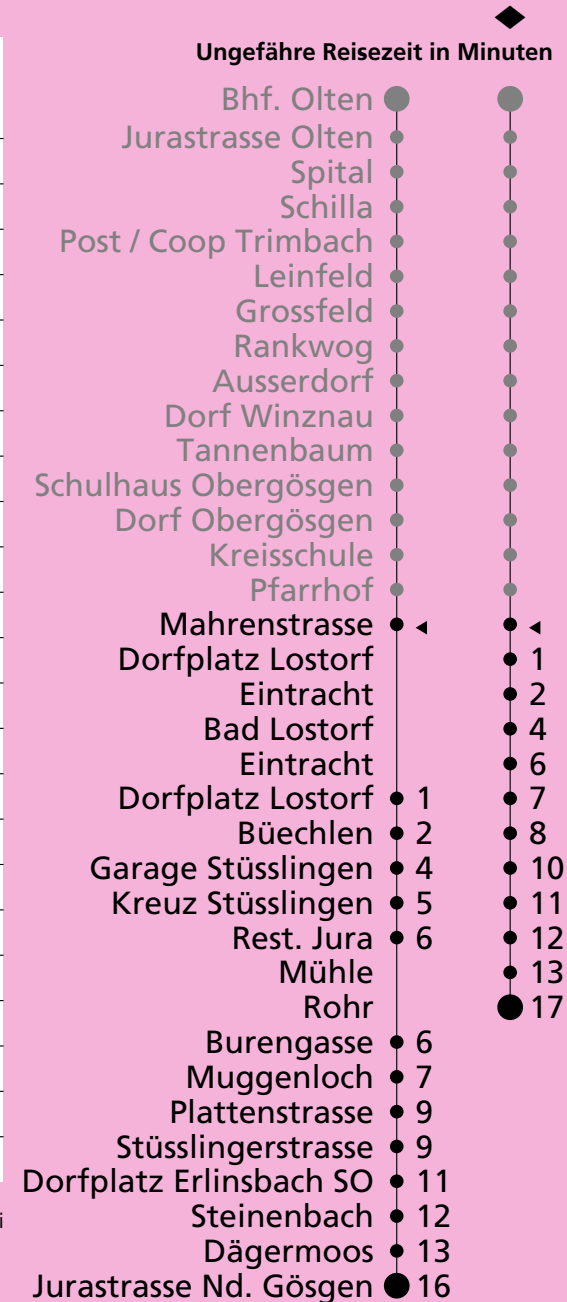 Ungefähre Reisezeit in Minuten
Bhf. Olten
Jurastrasse Olten
Spital
Schilla
Post / Coop Trimbach
Leinfeld
Grossfeld
Rankwog
Ausserdorf
Dorf Winznau
Tannenbaum
Schulhaus Obergösgen
Dorf Obergösgen
Kreisschule
Pfarrhof
Mahrenstrasse
Dorfplatz Lostorf 1
Eintracht 2
Bad Lostorf 4
Eintracht 6
Dorfplatz Lostorf 1 7
Büechlen 2 8
Garage Stüsslingen 4 10
Kreuz Stüsslingen 5 11
Rest. Jura 6 12
Mühle 13
Rohr 17
Burengasse 6
Muggenloch 7
Plattenstrasse 9
Stüsslingerstrasse 9
Dorfplatz Erlinsbach SO 11
Steinenbach 12
Dägermoos 13
Jurastrasse Nd. Gösgen 16